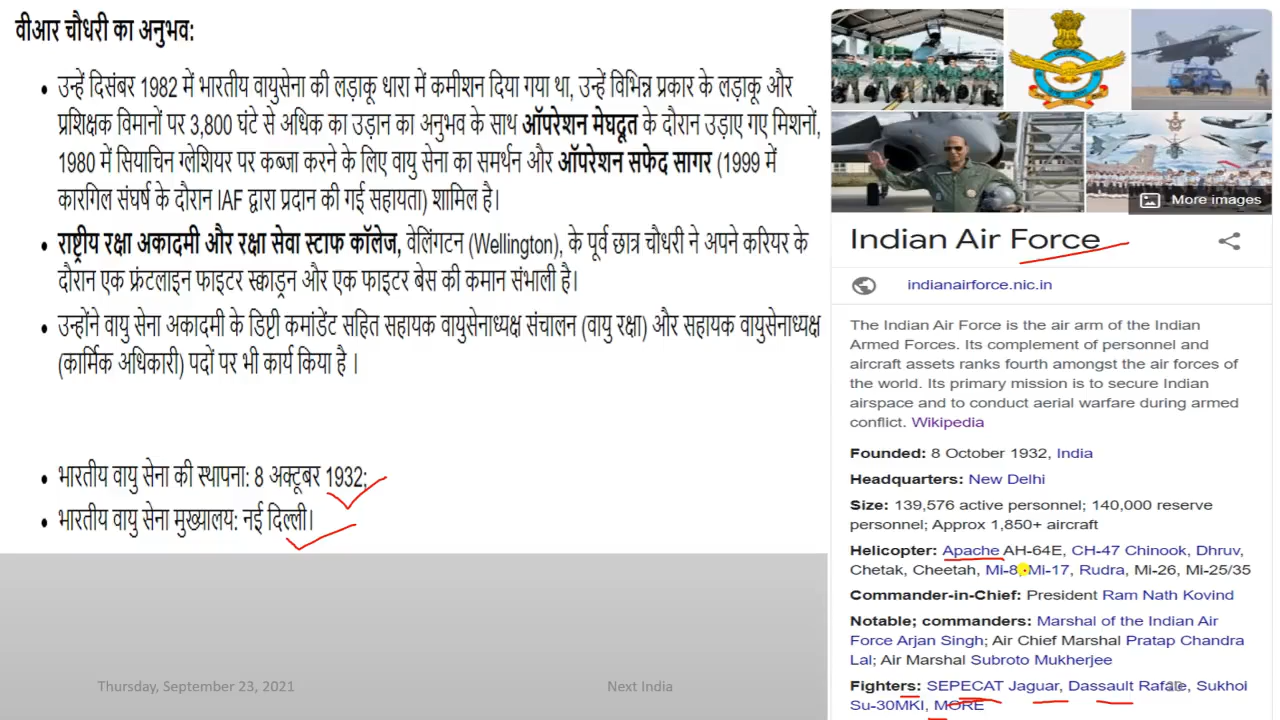 वीआर चौधरी का अनुभव:
• उन्हें दिसंबर 1982 में भारतीय वायुसेना की लड़ाकू धारा में कमीशन दिया गया था, उन्हें विभिन्न प्रकार के लड़ाकू और
प्रशिक्षक विमानों पर 3,800 घंटे से अधिक का उड़ान का अनुभव के साथ ऑपरेशन मेघदूत के दौरान उड़ाए गए मिशनों,
1980 में सियाचिन ग्लेशियर पर कब्जा करने के लिए वायु सेना का समर्थन और ऑपरेशन सफेद सागर (1999 में
कारगिल संघर्ष के दौरान IAF द्वारा प्रदान की गई सहायता) शामिल है।
• राष्ट्रीय रक्षा अकादमी और रक्षा सेवा स्टाफ कॉलेज, वेलिंगटन (Wellington), के पूर्व छात्र चौधरी ने अपने करियर के
दौरान एक फ्रंटलाइन फाइटर स्क्वाड्रन और एक फाइटर बेस की कमान संभाली है।
• उन्होंने वायु सेना अकादमी के डिप्टी कमांडेंट सहित सहायक वायुसेनाध्यक्ष संचालन (वायु रक्षा) और सहायक वायुसेनाध्यक्ष
(कार्मिक अधिकारी) पदों पर भी कार्य किया है ।
• भारतीय वायु सेना की स्थापना: 8 अक्टूबर 1932;
• भारतीय वायु सेना मुख्यालय: नई दिल्ली।
Thursday, September 23, 2021
Next India
More images
Indian Air Force
indianairforce.nic.in
The Indian Air Force is the air arm of the Indian
Armed Forces. Its complement of personnel and
aircraft assets ranks fourth amongst the air forces of
the world. Its primary mission is to secure Indian
airspace and to conduct aerial warfare during armed
conflict. Wikipedia
Founded: 8 October 1932, India
Headquarters: New Delhi
Size: 139,576 active personnel; 140,000 reserve
personnel; Approx 1,850+ aircraft
Helicopter: Apache AH-64E, CH-47 Chinook, Dhruv,
Chetak, Cheetah, Mi-8, Mi-17, Rudra, Mi-26, Mi-25/35
Commander-in-Chief: President Ram Nath Kovind
Notable; commanders: Marshal of the Indian Air
Force Arjan Singh; Air Chief Marshal Pratap Chandra
Lal; Air Marshal Subroto Mukherjee
Fighters: SEPECAT Jaguar, Dassault Rafale, Sukhoi
Su-30MKI, MORE